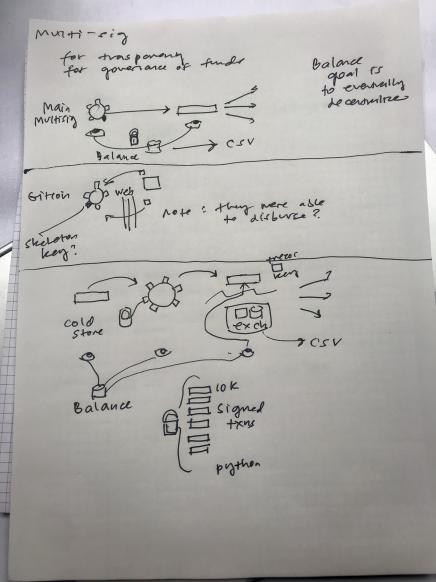 Multi-sig
for transparency
for governance of funds
Balance
goal is
to eventually
decentralize
Main
Multisig
Balance
CSV
Gitcoin
web
Note: they were able
to disburse?
Skeleton
key?
trezor
key
cold
store
exch
CSV
Balance
10K
signed
txns
python